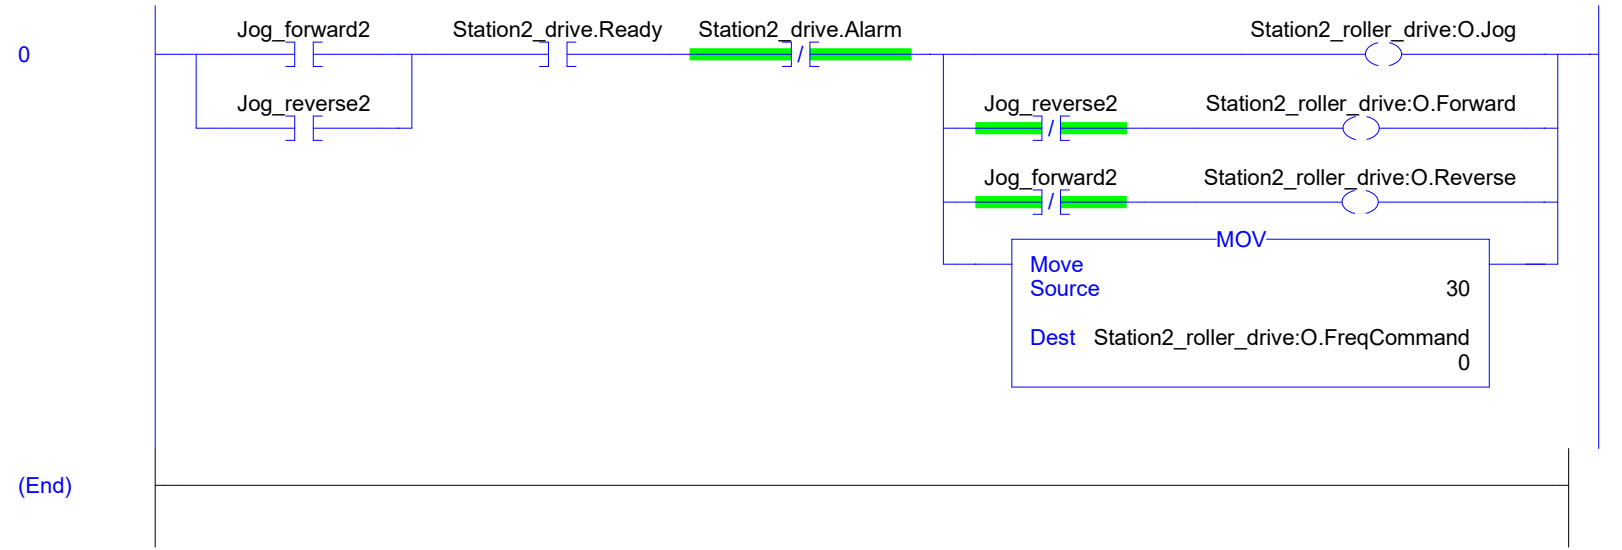 Jog_forward2 Station2_drive.Ready Station2_drive.Alarm Station2_roller_drive:O.Jog
0
/
Jog_reverse2 Jog_reverse2 Station2_roller_drive:O.Forward
/
Jog_forward2 Station2_roller_drive:O.Reverse
/
MOV
Move
Source 30
Dest Station2_roller_drive:O.FreqCommand
0
(End)